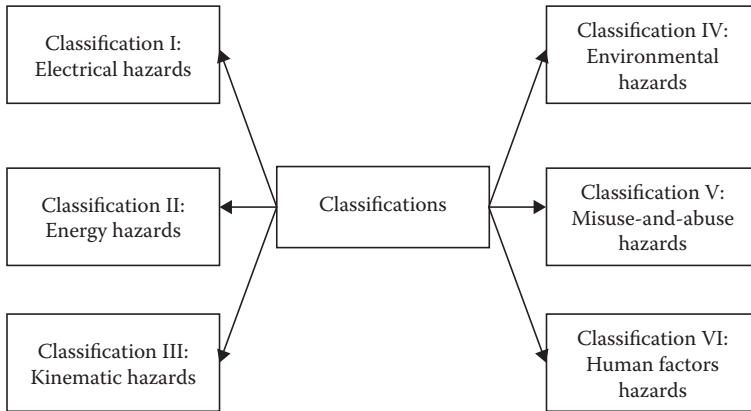 Classification I:
Electrical hazards
Classification II:
Energy hazards
Classification III:
Kinematic hazards
Classifications
Classification IV:
Environmental
hazards
Classification V:
Misuse-and-abuse
hazards
Classification VI:
Human factors
hazards